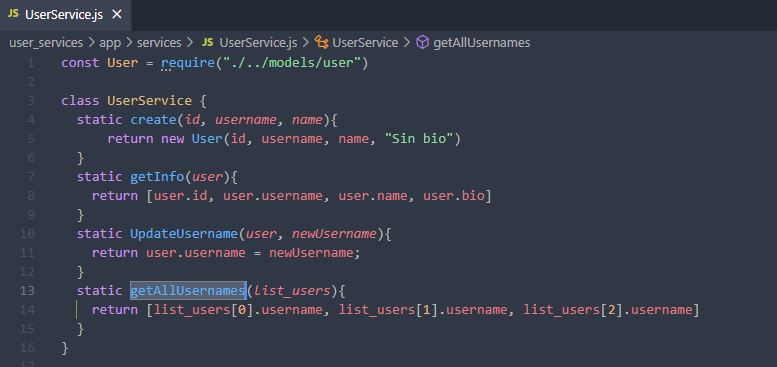 JS UserService.js ×
user_services > app > services > JS UserService.js > UserService > getAllUsernames
1 const User = require("./../models/user")
2
3 class UserService {
4 static create(id, username, name){
5 return new User(id, username, name, "Sin bio")
6 }
7 static getInfo(user){
8 return [user.id, user.username, user.name, user.bio]
9 }
10 static UpdateUsername(user, newUsername){
11 return user.username = newUsername;
12 }
13 static getAllUsernames(list_users){
14 return [list_users[0].username, list_users[1].username, list_users[2].username]
15 }
16 }
17